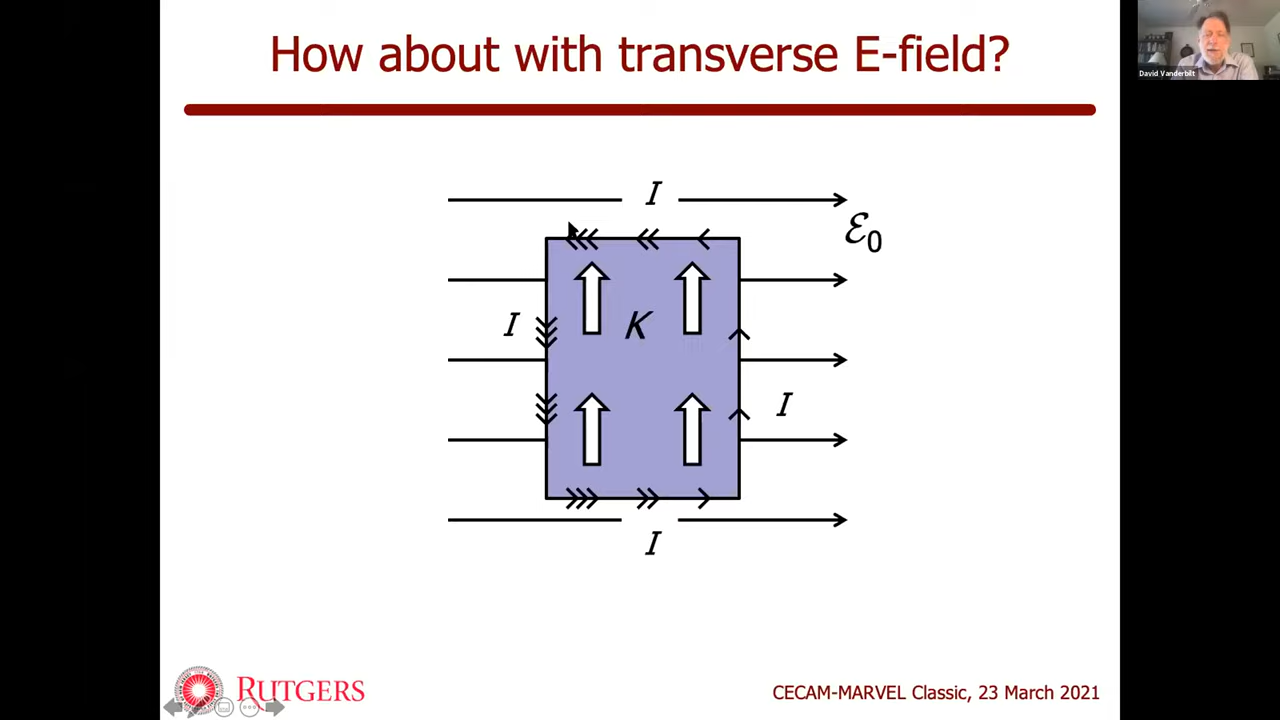 How about with transverse E-field?
David Vanderbilt
I
ℰ0
I
K
I
I
RUTGERS
CECAM-MARVEL Classic, 23 March 2021